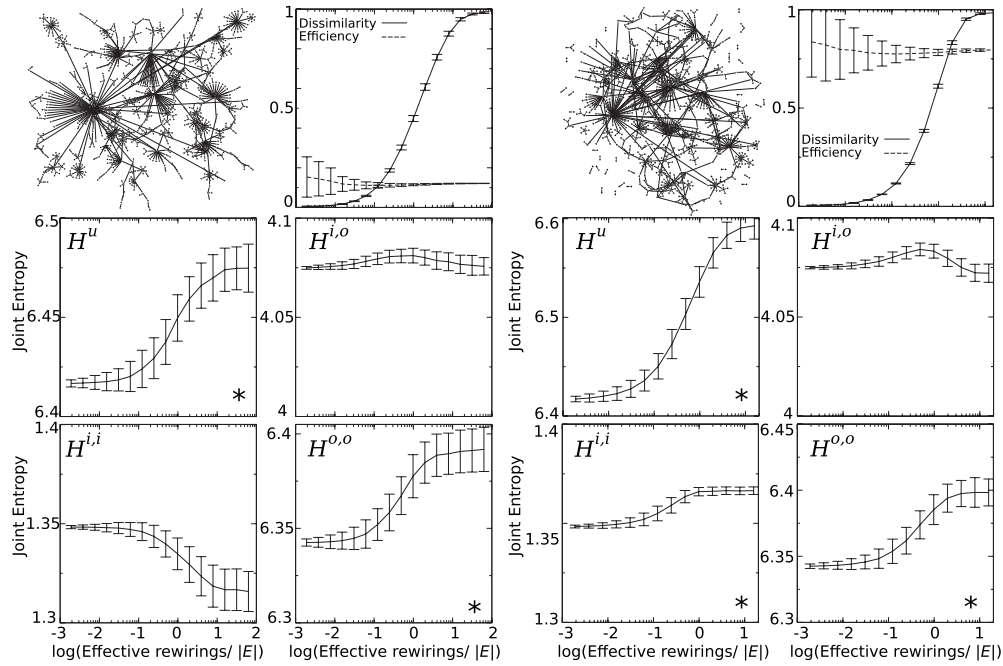 1
Dissimilarity
Efficiency
0.5
0
1
0.5
Dissimilarity
Efficiency
0
6.5
H^u
6.45
6.4
Joint Entropy
*
4.1
H^{i,o}
4.05
4
6.6
H^u
6.5
6.4
Joint Entropy
*
4.1
H^{i,o}
4.05
4
1.4
H^{i,i}
1.35
1.3
Joint Entropy
-3 -2 -1 0 1 2
log(Effective rewirings/ |E|)
6.4
H^{o,o}
6.35
6.3
*
-3 -2 -1 0 1 2
log(Effective rewirings/ |E|)
1.4
H^{i,i}
1.35
1.3
Joint Entropy
*
-3 -2 -1 0 1
log(Effective rewirings/ |E|)
6.45
H^{o,o}
6.4
6.35
6.3
*
-3 -2 -1 0 1
log(Effective rewirings/ |E|)